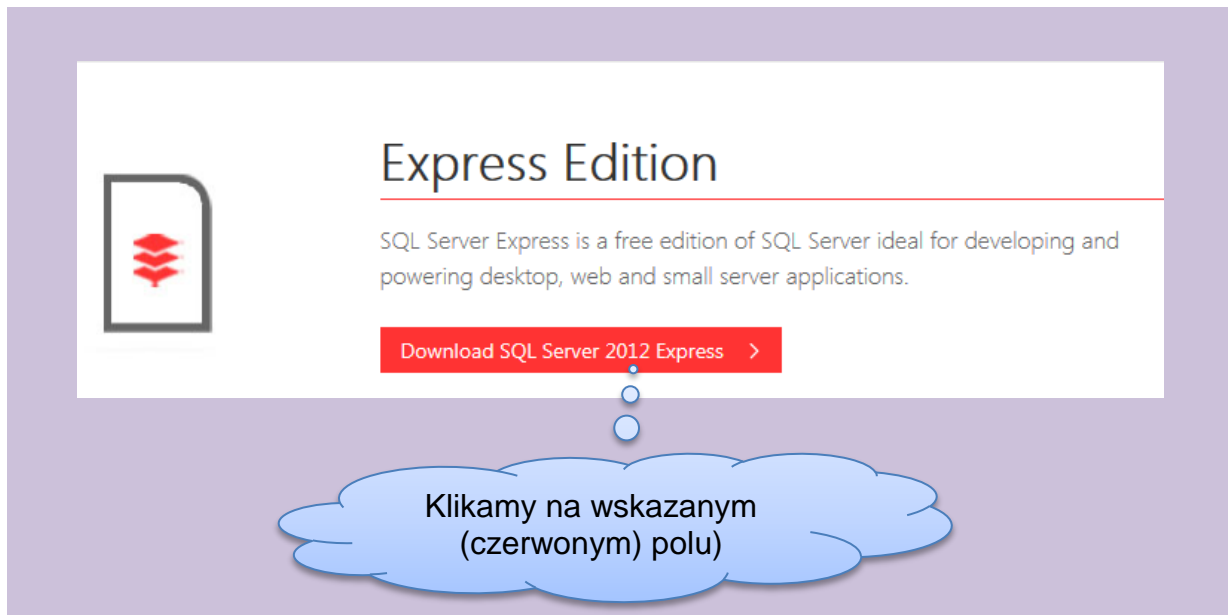 Express Edition
SQL Server Express is a free edition of SQL Server ideal for developing and
powering desktop, web and small server applications.
Download SQL Server 2012 Express >
Klikamy na wskazanym
(czerwonym) polu)